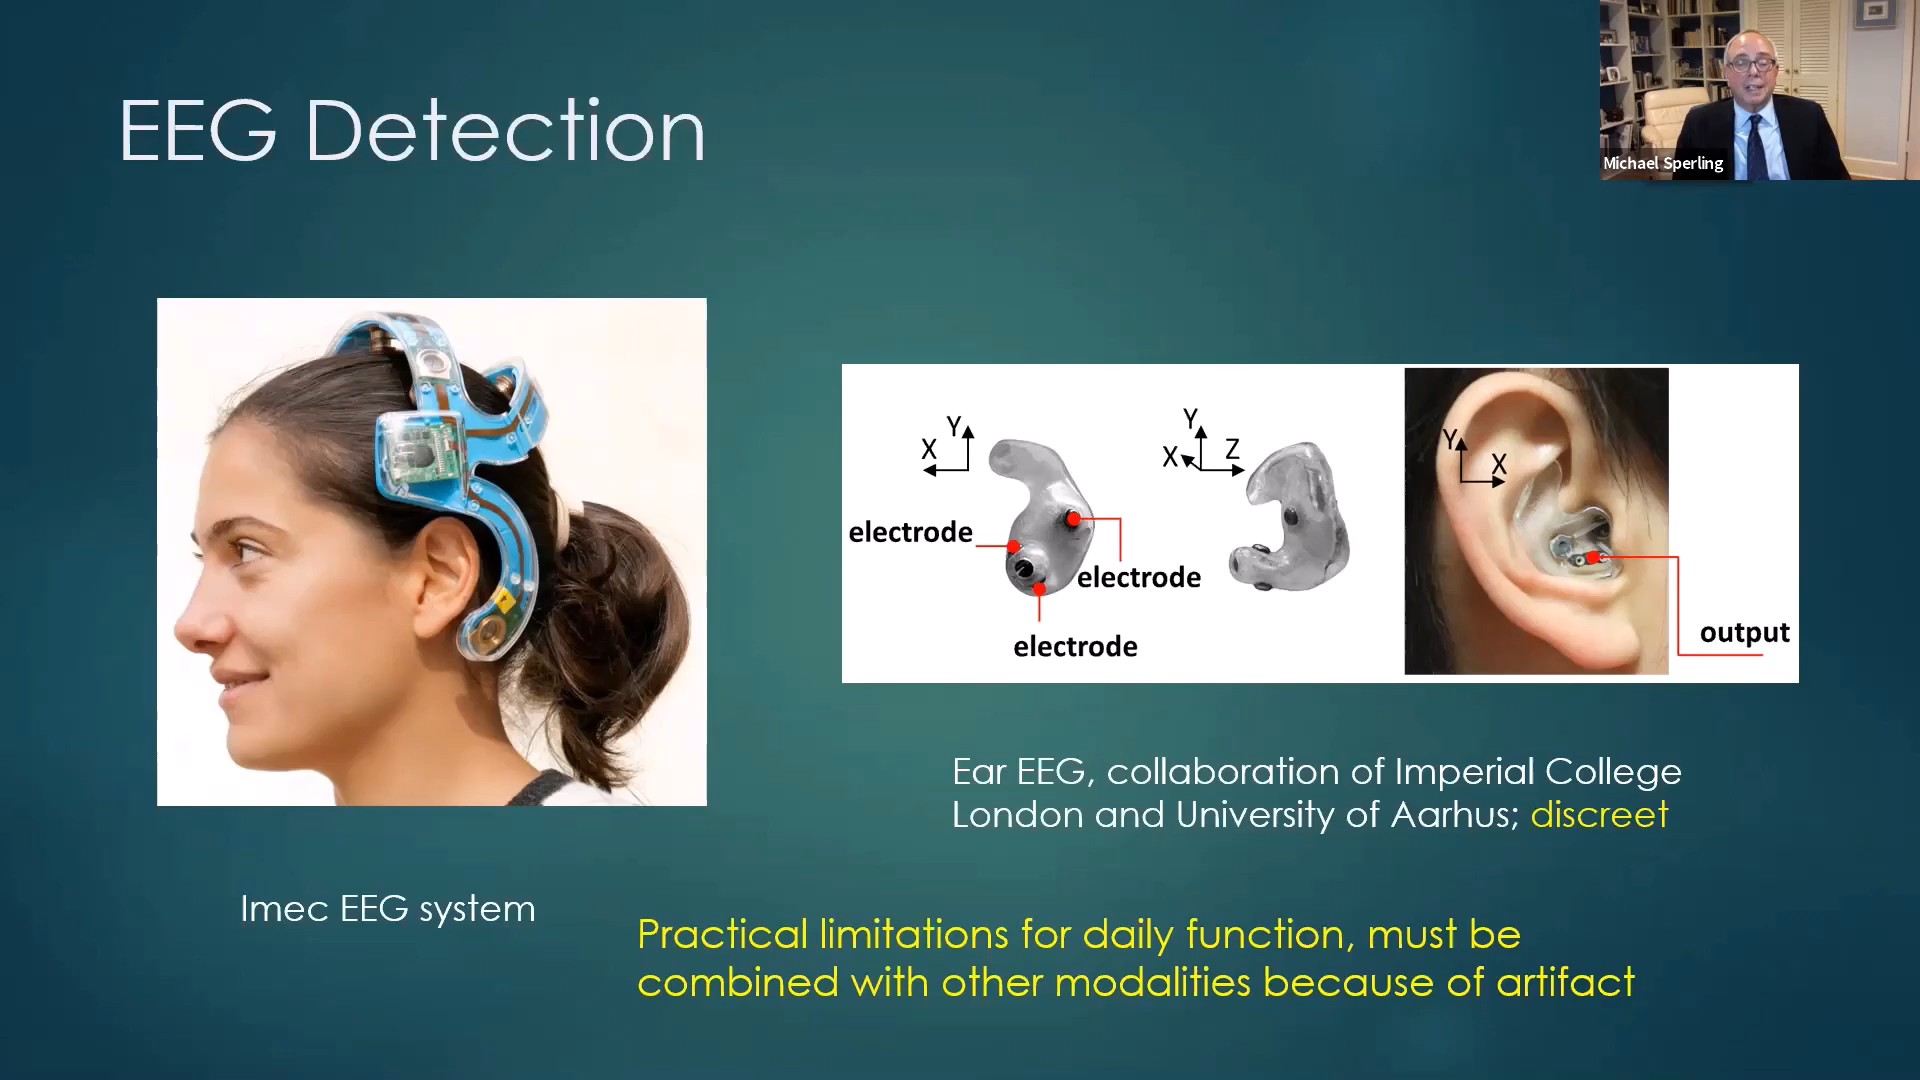 EEG Detection
Michael Sperling
Y
X
electrode
electrode
electrode
Y
X
Z
Y
X
output
Ear EEG, collaboration of Imperial College
London and University of Aarhus; discreet
Imec EEG system
Practical limitations for daily function, must be
combined with other modalities because of artifact